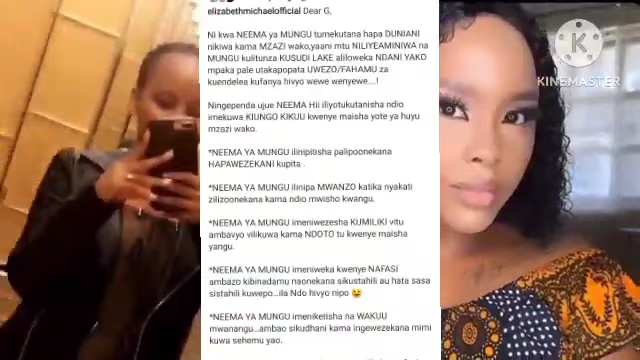 elizabethmichaelofficial Dear G,
Ni kwa NEEMA ya MUNGU tumekutana hapa DUNIANI
nikiwa kama MZAZI wako,yaani mtu NILIYEAMINIWA na
MUNGU kulitunza KUSUDI LAKE aliloweka NDANI YAKO
mpaka pale utakapopata UWEZO/FAHAMU za
kuendelea kufanya hivyo wewe wenyewe....!
Ningependa ujue NEEMA Hii iliyotukutanisha ndio
imekuwa KIUNGO KIKUU kwenye maisha yote ya huyu
mzazi wako.
*NEEMA YA MUNGU ilinipitisha palipoonekana
HAPAWEZEKANI kupita .
*NEEMA YA MUNGU ilinipa MWANZO katika nyakati
zilizoonekana kama ndio mwisho kwangu.
*NEEMA YA MUNGU imeniwezesha KUMILIKI vitu
ambavyo vilikuwa kama NDOTO tu kwenye maisha
yangu.
*NEEMA YA MUNGU imeniweka kwenye NAFASI
ambazo kibinadamu naonekana sikustahili au hata sasa
sistahili kuwepo...ila Ndo hivyo nipo 😉
*NEEMA YA MUNGU imeniketisha na WAKUU
mwanangu...ambao sikudhani kama ingewezekana mimi
kuwa sehemu yao.
KINEMASTER